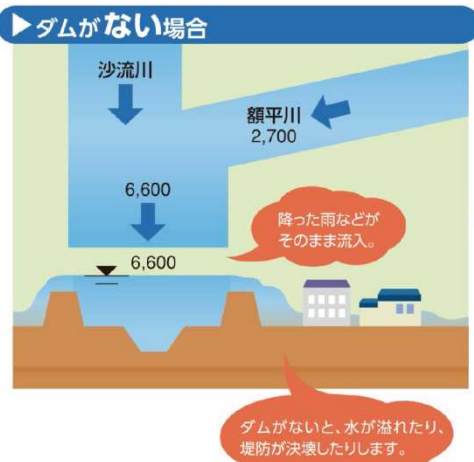 ▶ダムがない場合
沙流川
額平川
2,700
6,600
降った雨などが
そのまま流入。
6,600
ダムがないと、水が溢れたり、
堤防が決壊したりします。